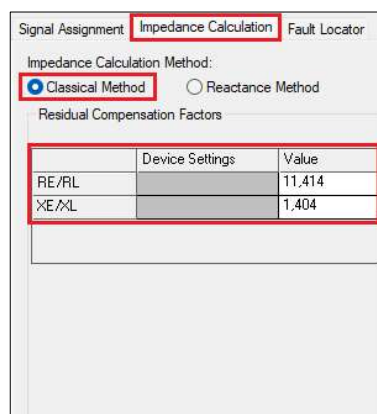 Signal Assignment Impedance Calculation Fault Locator
Impedance Calculation Method:
Classical Method Reactance Method
Residual Compensation Factors
Device Settings Value
RE/RL 11,414
XE/XL 1,404